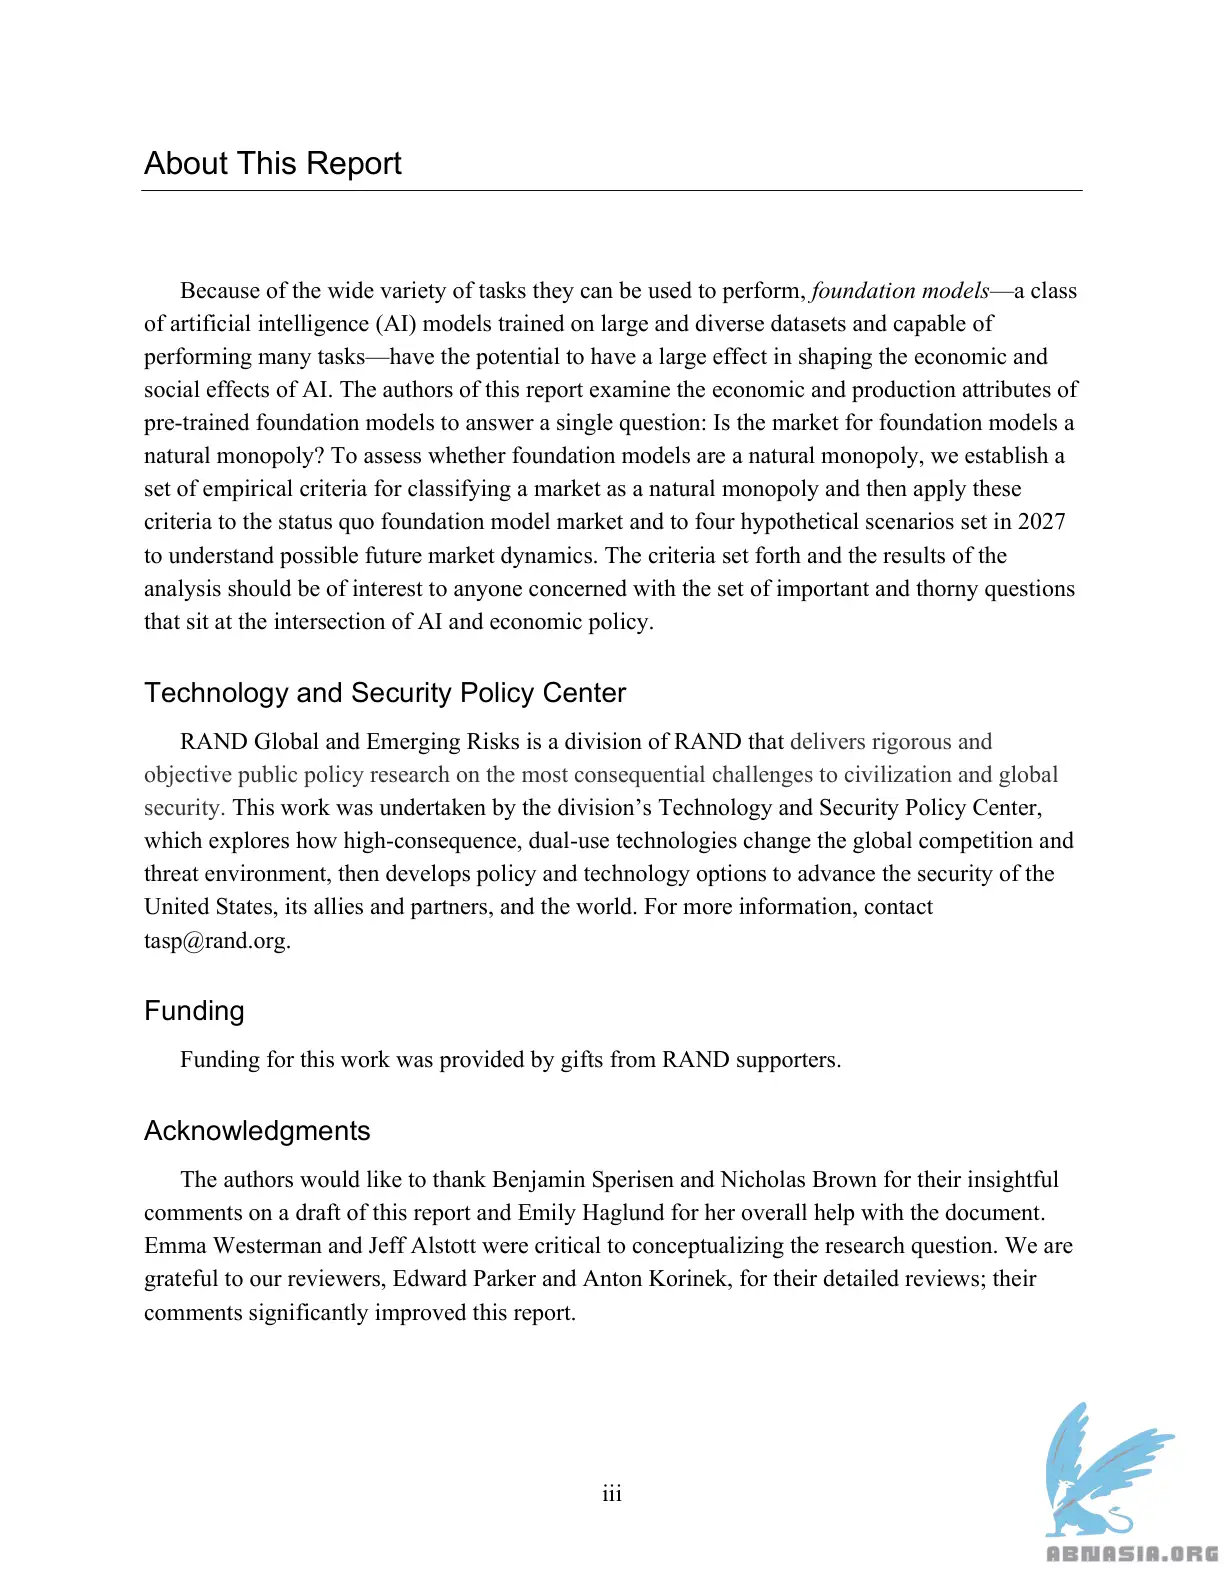 About This Report
Because of the wide variety of tasks they can be used to perform, foundation models—a class
of artificial intelligence (AI) models trained on large and diverse datasets and capable of
performing many tasks—have the potential to have a large effect in shaping the economic and
social effects of AI. The authors of this report examine the economic and production attributes of
pre-trained foundation models to answer a single question: Is the market for foundation models a
natural monopoly? To assess whether foundation models are a natural monopoly, we establish a
set of empirical criteria for classifying a market as a natural monopoly and then apply these
criteria to the status quo foundation model market and to four hypothetical scenarios set in 2027
to understand possible future market dynamics. The criteria set forth and the results of the
analysis should be of interest to anyone concerned with the set of important and thorny questions
that sit at the intersection of AI and economic policy.
Technology and Security Policy Center
RAND Global and Emerging Risks is a division of RAND that delivers rigorous and
objective public policy research on the most consequential challenges to civilization and global
security. This work was undertaken by the division’s Technology and Security Policy Center,
which explores how high-consequence, dual-use technologies change the global competition and
threat environment, then develops policy and technology options to advance the security of the
United States, its allies and partners, and the world. For more information, contact
tasp@rand.org.
Funding
Funding for this work was provided by gifts from RAND supporters.
Acknowledgments
The authors would like to thank Benjamin Sperisen and Nicholas Brown for their insightful
comments on a draft of this report and Emily Haglund for her overall help with the document.
Emma Westerman and Jeff Alstott were critical to conceptualizing the research question. We are
grateful to our reviewers, Edward Parker and Anton Korinek, for their detailed reviews; their
comments significantly improved this report.
iii
ABNASIA.ORG